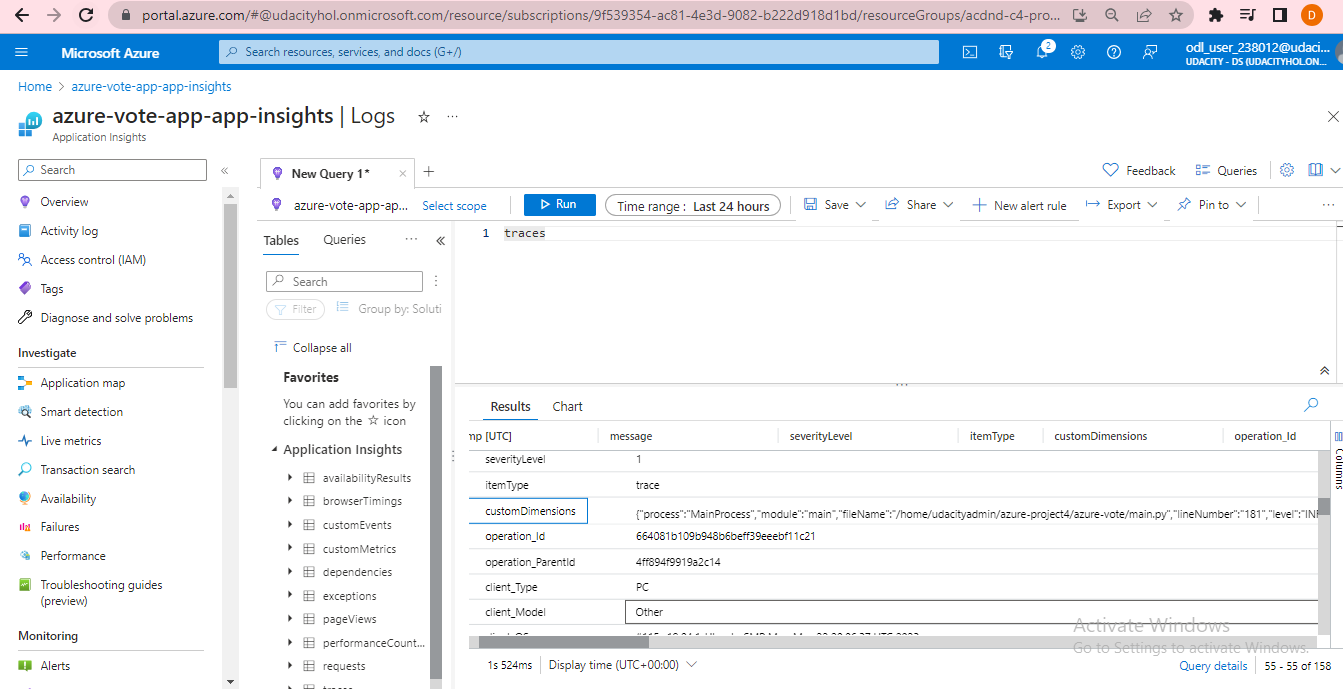 portal.azure.com/#@udacityhol.onmicrosoft.com/resource/subscriptions/9f539354-ac81-4e3d-9082-b222d918d1bd/resourceGroups/acdnd-c4-pro...
D
Microsoft Azure
Search resources, services, and docs (G+/)
2
odl_user_238012@udaci...
UDACITY - DS (UDACITYHOL.ON...
Home > azure-vote-app-app-insights
azure-vote-app-app-insights | Logs
Application Insights
Search
Overview
Activity log
Access control (IAM)
Tags
Diagnose and solve problems
Investigate
Application map
Smart detection
Live metrics
Transaction search
Availability
Failures
Performance
Troubleshooting guides
(preview)
Monitoring
Alerts
New Query 1*
Feedback
Queries
azure-vote-app-ap...
Select scope
Run
Time range : Last 24 hours
Save
Share
New alert rule
Export
Pin to
Tables
Queries
Search
Filter
Group by: Soluti
Collapse all
Favorites
You can add favorites by
clicking on the ☆ icon
Application Insights
availabilityResults
browserTimings
customEvents
customMetrics
dependencies
exceptions
pageViews
performanceCount...
requests
traces
1 traces
Results Chart
mp [UTC] message severityLevel itemType customDimensions operation_Id
severityLevel 1
itemType trace
customDimensions {"process":"MainProcess","module":"main","fileName":"/home/udacityadmin/azure-project4/azure-vote/main.py","lineNumber":"181","level":"INF
operation_Id 664081b109b948b6beff39eeebf11c21
operation_ParentId 4ff894f9919a2c14
client_Type PC
client_Model Other
Columns
Activate Windows
Go to Settings to activate Windows.
1s 524ms Display time (UTC+00:00)
Query details 55 - 55 of 158